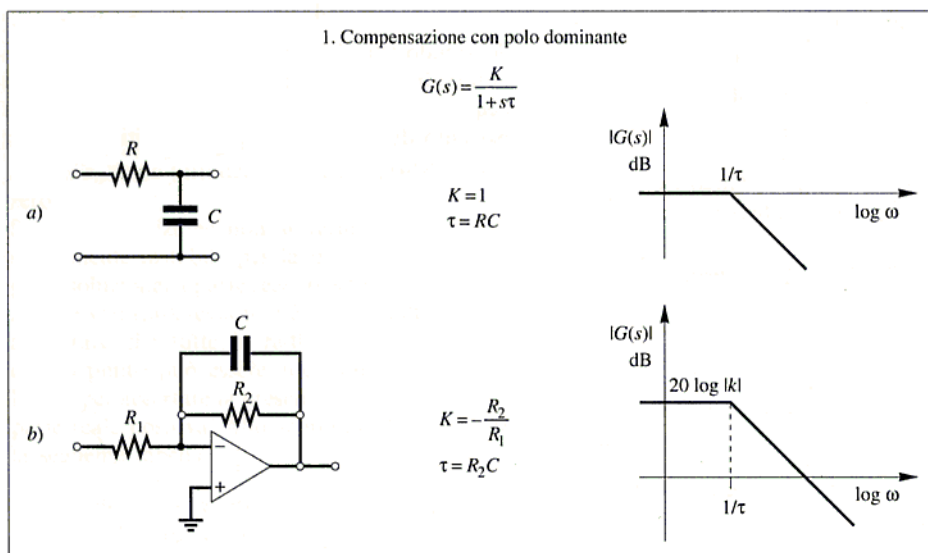 1. Compensazione con polo dominante
G(s) = K / 1 + sτ
a)
R
C
K = 1
τ = RC
|G(s)|
dB
1/τ
log ω
b)
C
R2
R1
−
+
K = − R2 / R1
τ = R2C
|G(s)|
dB
20 log |k|
1/τ
log ω